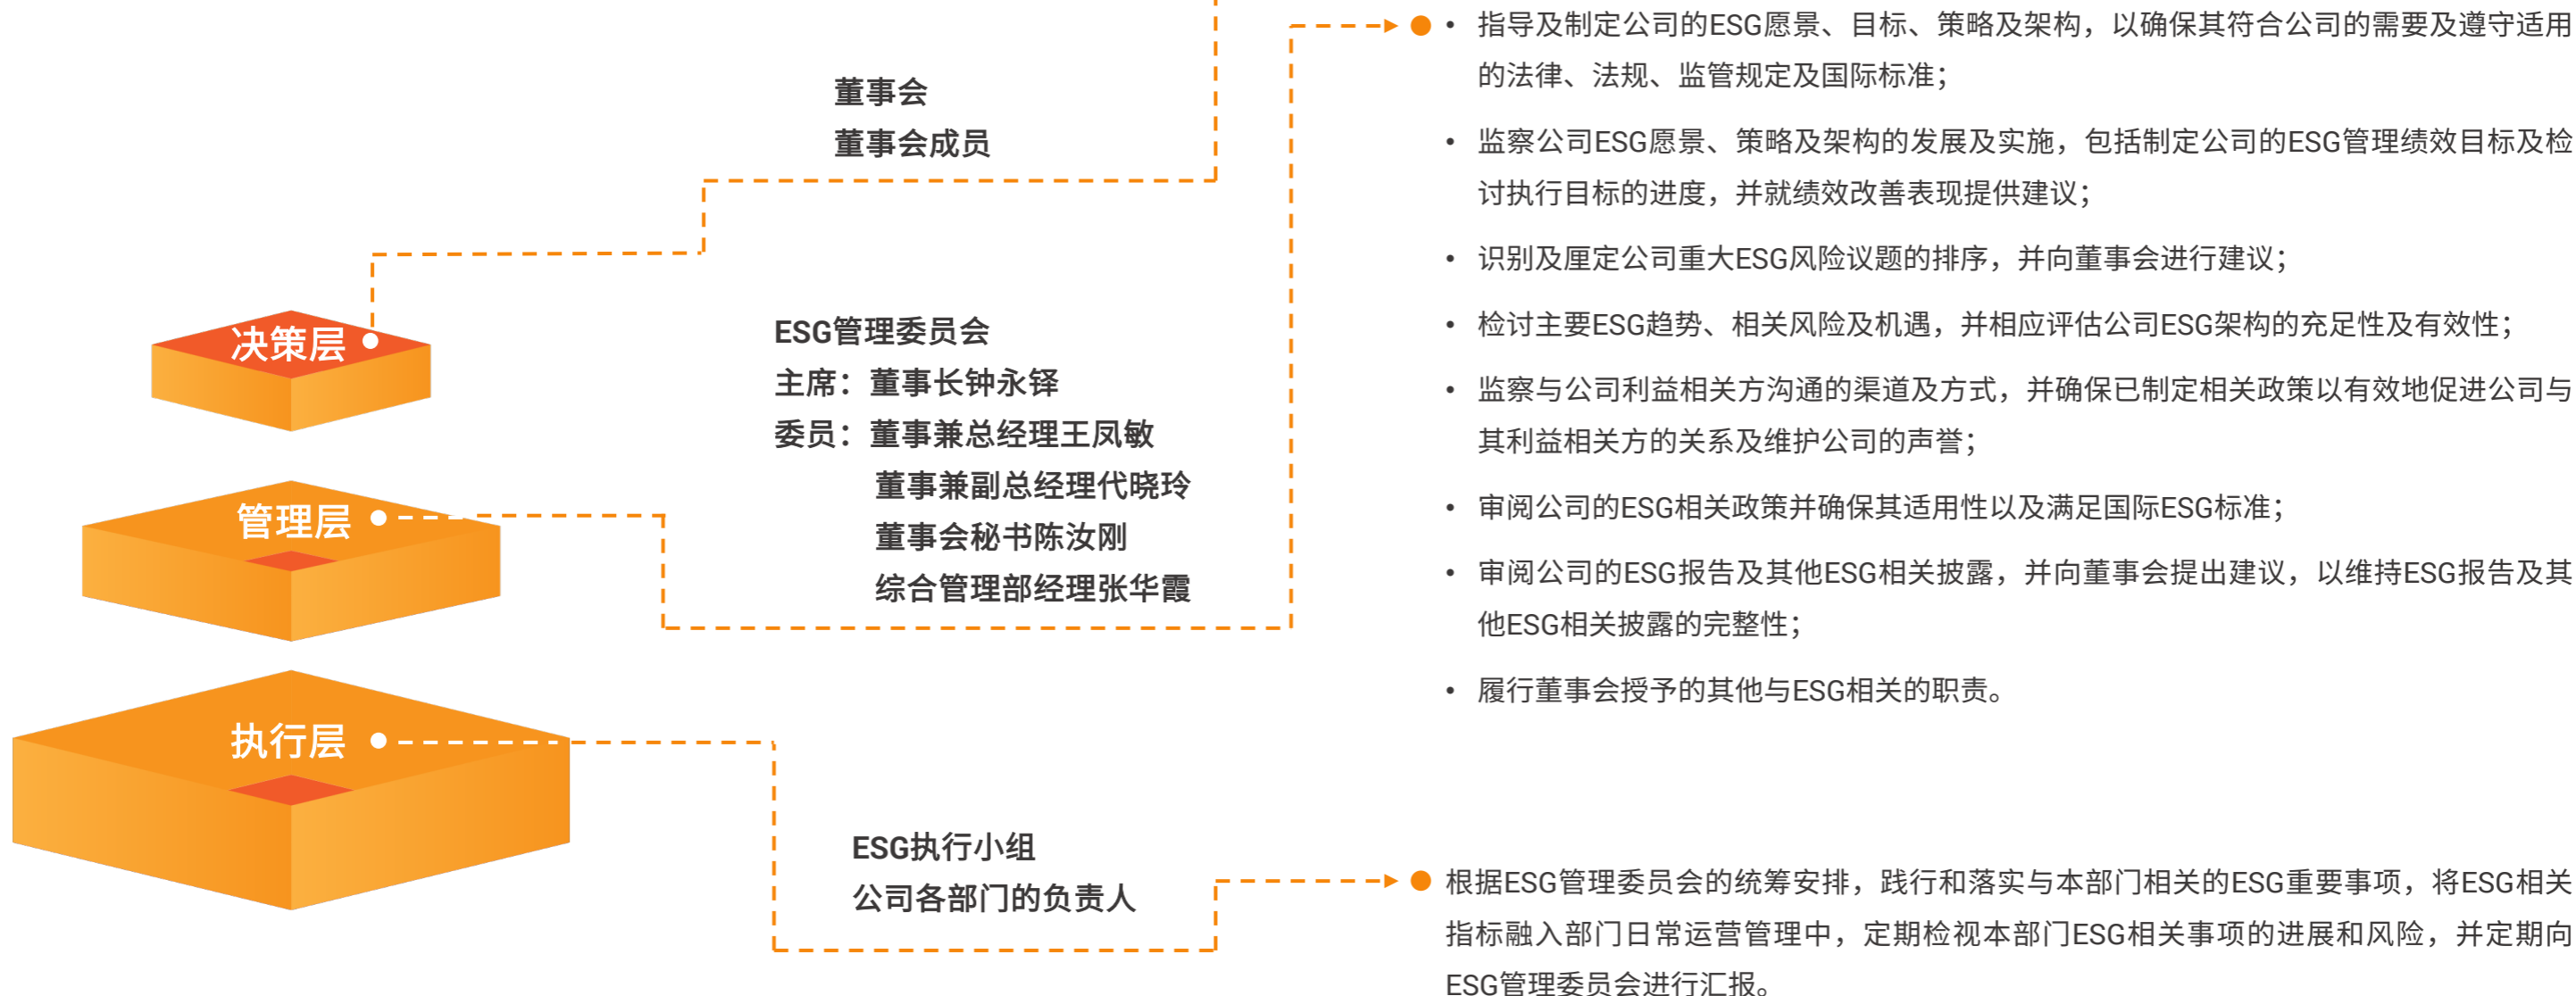 董事会
董事会成员
决策层
ESG管理委员会
主席：董事长钟永铎
委员：董事兼总经理王凤敏
董事兼副总经理代晓玲
董事会秘书陈汝刚
综合管理部经理张华霞
管理层
• 指导及制定公司的ESG愿景、目标、策略及架构，以确保其符合公司的需要及遵守适用
的法律、法规、监管规定及国际标准；
• 监察公司ESG愿景、策略及架构的发展及实施，包括制定公司的ESG管理绩效目标及检
讨执行目标的进度，并就绩效改善表现提供建议；
• 识别及厘定公司重大ESG风险议题的排序，并向董事会进行建议；
• 检讨主要ESG趋势、相关风险及机遇，并相应评估公司ESG架构的充足性及有效性；
• 监察与公司利益相关方沟通的渠道及方式，并确保已制定相关政策以有效地促进公司与
其利益相关方的关系及维护公司的声誉；
• 审阅公司的ESG相关政策并确保其适用性以及满足国际ESG标准；
• 审阅公司的ESG报告及其他ESG相关披露，并向董事会提出建议，以维持ESG报告及其
他ESG相关披露的完整性；
• 履行董事会授予的其他与ESG相关的职责。
执行层
ESG执行小组
公司各部门的负责人
根据ESG管理委员会的统筹安排，践行和落实与本部门相关的ESG重要事项，将ESG相关
指标融入部门日常运营管理中，定期检视本部门ESG相关事项的进展和风险，并定期向
ESG管理委员会进行汇报。